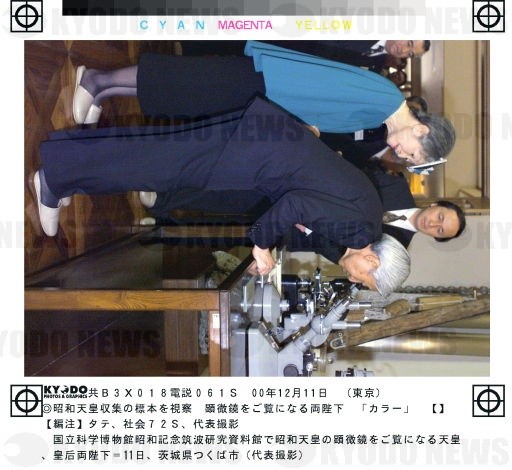 CYAN MAGENTA YELLOW
KYODO NEWS
KYODO
PHOTOS & GRAPHICS
共B3X018電説061S 00年12月11日 (東京)
◎昭和天皇収集の標本を視察 顕微鏡をご覧になる両陛下 「カラー」 【】
【編注】タテ、社会72S、代表撮影
国立科学博物館昭和記念筑波研究資料館で昭和天皇の顕微鏡をご覧になる天皇
、皇后両陛下=11日、茨城県つくば市(代表撮影)